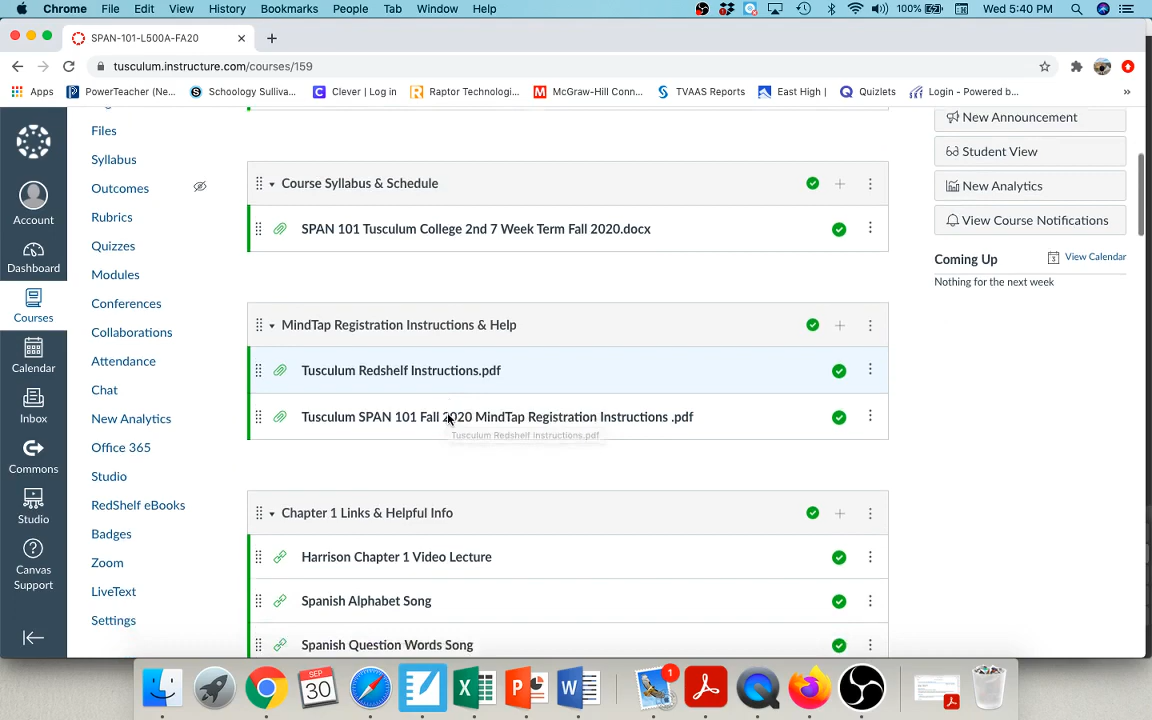 Chrome File Edit View History Bookmarks People Tab Window Help 100% Wed 5:40 PM
SPAN-101-L500A-FA20
tusculum.instructure.com/courses/159
Apps PowerTeacher (Ne... Schoology Sulliva... Clever | Log in Raptor Technologi... McGraw-Hill Conn... TVAAS Reports East High | Quizlets Login - Powered b... »
Account
Dashboard
Courses
Calendar
Inbox
Commons
Studio
Canvas
Support
Files
Syllabus
Outcomes
Rubrics
Quizzes
Modules
Conferences
Collaborations
Attendance
Chat
New Analytics
Office 365
Studio
RedShelf eBooks
Badges
Zoom
LiveText
Settings
Course Syllabus & Schedule
SPAN 101 Tusculum College 2nd 7 Week Term Fall 2020.docx
MindTap Registration Instructions & Help
Tusculum Redshelf Instructions.pdf
Tusculum SPAN 101 Fall 2020 MindTap Registration Instructions .pdf
Tusculum Redshelf Instructions.pdf
Chapter 1 Links & Helpful Info
Harrison Chapter 1 Video Lecture
Spanish Alphabet Song
Spanish Question Words Song
New Announcement
Student View
New Analytics
View Course Notifications
Coming Up View Calendar
Nothing for the next week
SEP
30
1